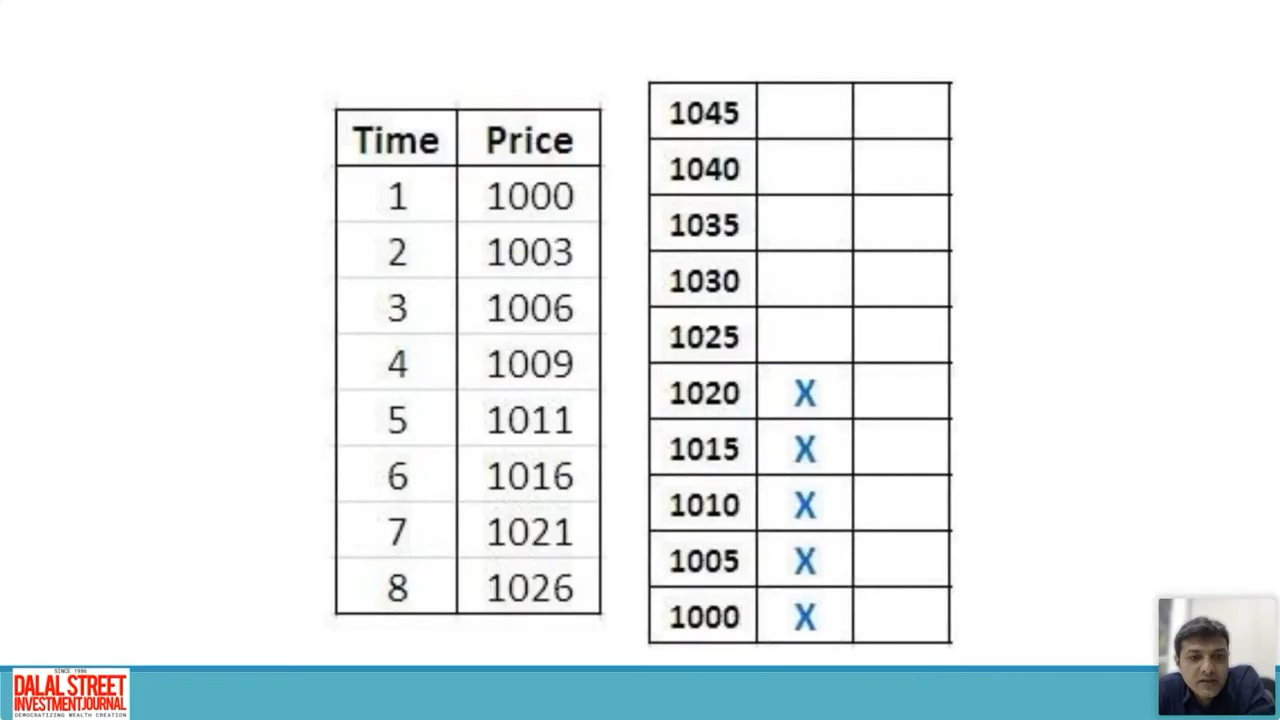 Time Price
1 1000
2 1003
3 1006
4 1009
5 1011
6 1016
7 1021
8 1026
1045
1040
1035
1030
1025
1020 X
1015 X
1010 X
1005 X
1000 X
SINCE 1986
DALAL STREET
INVESTMENT JOURNAL
DEMOCRATIZING WEALTH CREATION